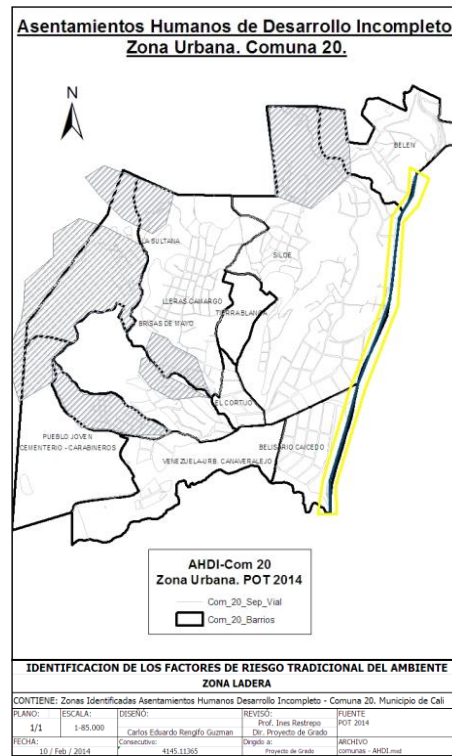 Asentamientos Humanos de Desarrollo Incompleto
Zona Urbana. Comuna 20.
N
BELEN
LA SULTANA
SILOE
LLERAS CAMARGO
TIERRA BLANCA
BRISAS DE MAYO
EL CORTIJO
PUEBLO JOVEN
CEMENTERIO - CARABINEROS
BELISARIO CAICEDO
VENEZUELA-URB. CANAVERALEJO
AHDI-Com 20
Zona Urbana. POT 2014
Com_20_Sep_Vial
Com_20_Barrios
IDENTIFICACION DE LOS FACTORES DE RIESGO TRADICIONAL DEL AMBIENTE
ZONA LADERA
CONTIENE: Zonas Identificadas Asentamientos Humanos Desarrollo Incompleto - Comuna 20. Municipio de Cali
PLANO: ESCALA: DISEÑO: REVISÓ: FUENTE
1/1 1-85.000 Carlos Eduardo Rengifo Guzman Prof. Ines Restrepo POT 2014
Dir. Proyecto de Grado
FECHA: Consecutivo: Dirigido a: ARCHIVO
10 / Feb / 2014 4145.11365 Proyecto de Grado comunas - AHDI.mxd